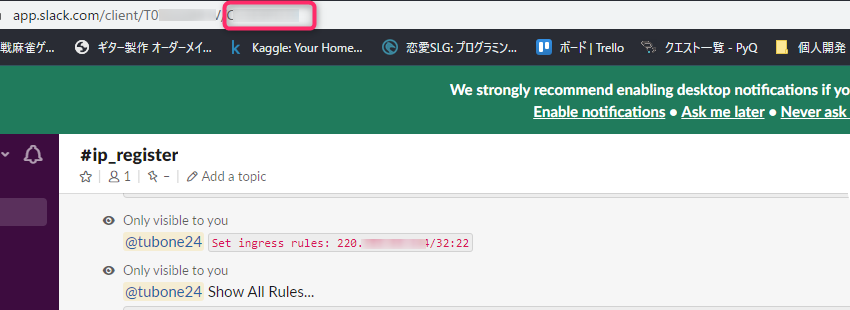 app.slack.com/client/T0 /C
戦麻雀ゲ... ギター製作 オーダーメイ... Kaggle: Your Home... 恋愛SLG: プログラミン... ボード | Trello クエスト一覧 - PyQ 個人開発
We strongly recommend enabling desktop notifications if yo
Enable notifications • Ask me later • Never ask
#ip_register
1 | – | Add a topic
Only visible to you
@tubone24 Set ingress rules: 220. 4/32:22
Only visible to you
@tubone24 Show All Rules...